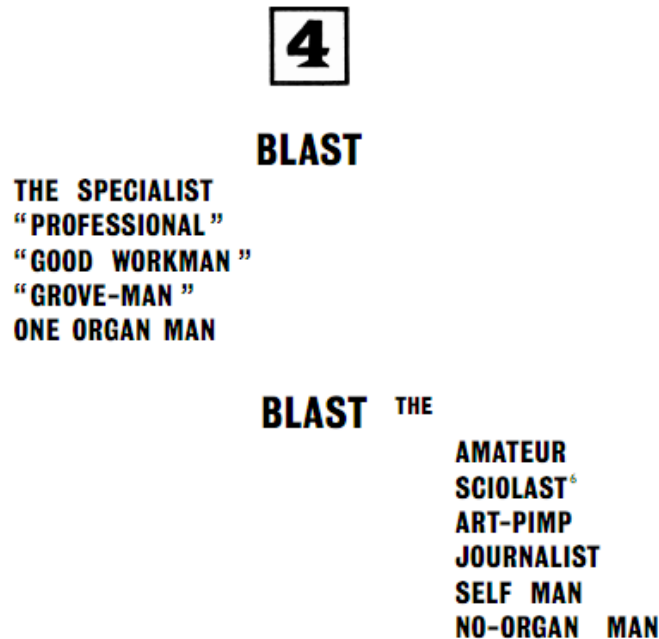 4
BLAST
THE SPECIALIST
“PROFESSIONAL”
“GOOD WORKMAN”
“GROVE-MAN”
ONE ORGAN MAN
BLAST THE
AMATEUR
SCIOLAST⁶
ART-PIMP
JOURNALIST
SELF MAN
NO-ORGAN MAN